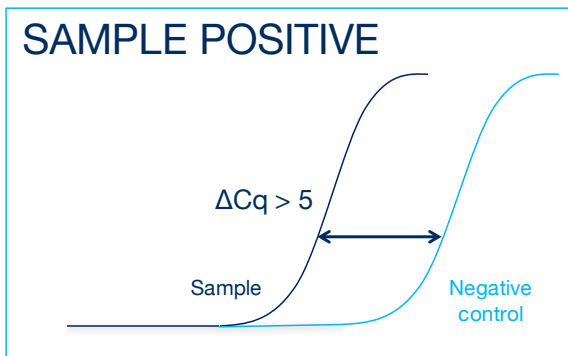 SAMPLE POSITIVE
ΔCq > 5
Sample
Negative
control